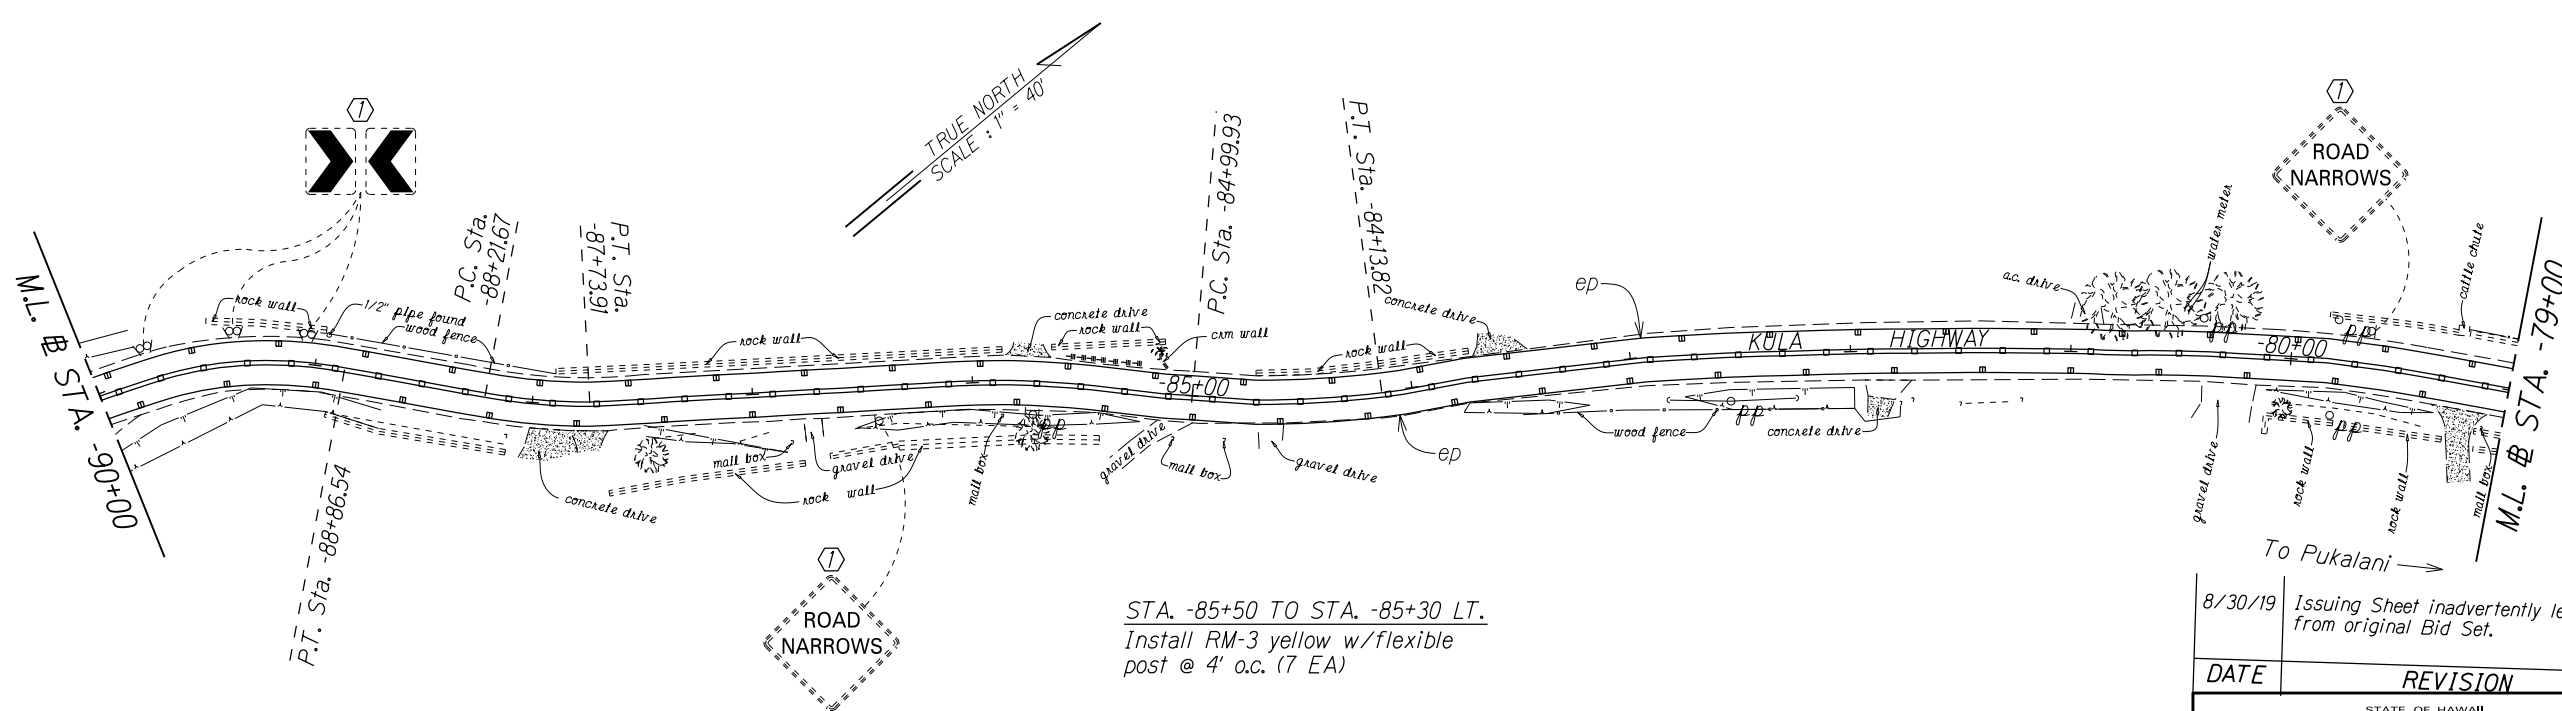 1
TRUE NORTH
SCALE : 1" = 40'
P.C. Sta. -84+99.93
P.T. Sta. -84+13.82
1
ROAD
NARROWS
water meter
cattle chute
M.L. ℄ STA. -90+00
rock wall
1/2" pipe found
wood fence
P.C. Sta.
-88+21.67
P.T. Sta.
-87+73.91
rock wall
concrete drive
rock wall
crm wall
rock wall
concrete drive
ep
a.c. drive
pp
pp
KULA HIGHWAY
-85+00
-80+00
M.L. ℄ STA. -79+00
P.T. Sta. -88+86.54
concrete drive
mail box
gravel drive
rock wall
pp
mail box
gravel drive
mail box
gravel drive
ep
wood fence
pp
concrete drive
gravel drive
rock wall
pp
rock wall
mail box
To Pukalani
1
ROAD
NARROWS
STA. -85+50 TO STA. -85+30 LT.
Install RM-3 yellow w/flexible
post @ 4' o.c. (7 EA)
8/30/19
Issuing Sheet inadvertently le
from original Bid Set.
DATE
REVISION
STATE OF HAWAII